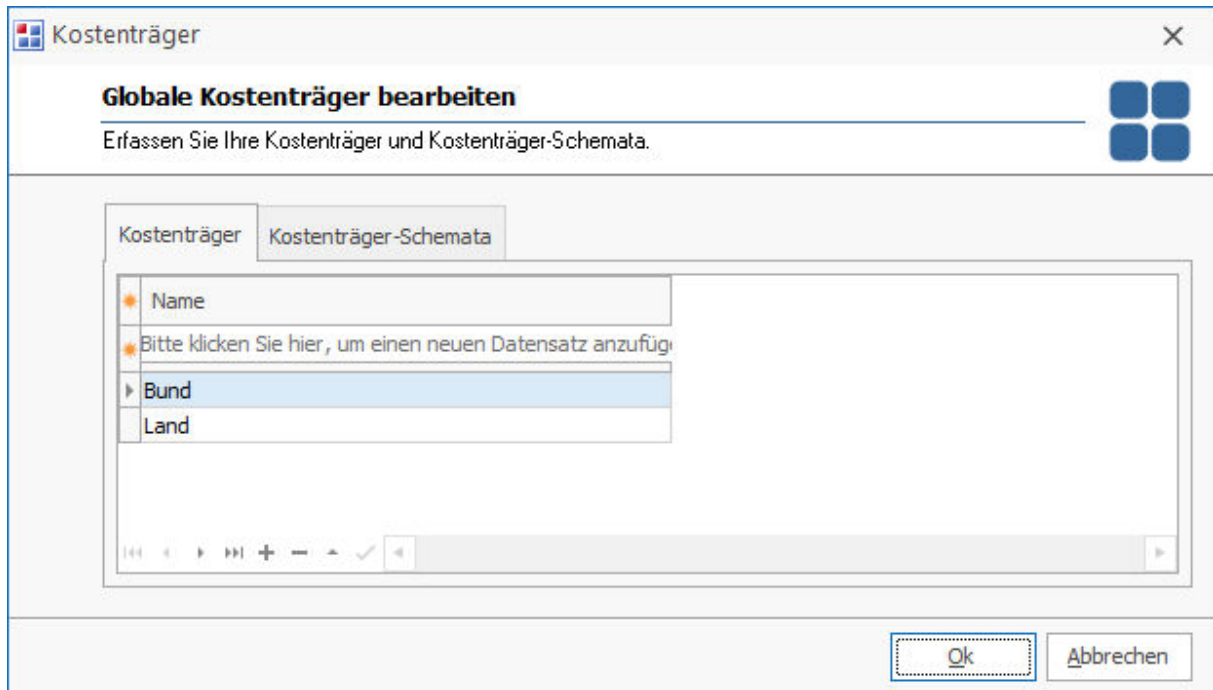 Kostenträger
Globale Kostenträger bearbeiten
Erfassen Sie Ihre Kostenträger und Kostenträger-Schemata.
Kostenträger Kostenträger-Schemata
Name
Bitte klicken Sie hier, um einen neuen Datensatz anzufüg
Bund
Land
Ok Abbrechen